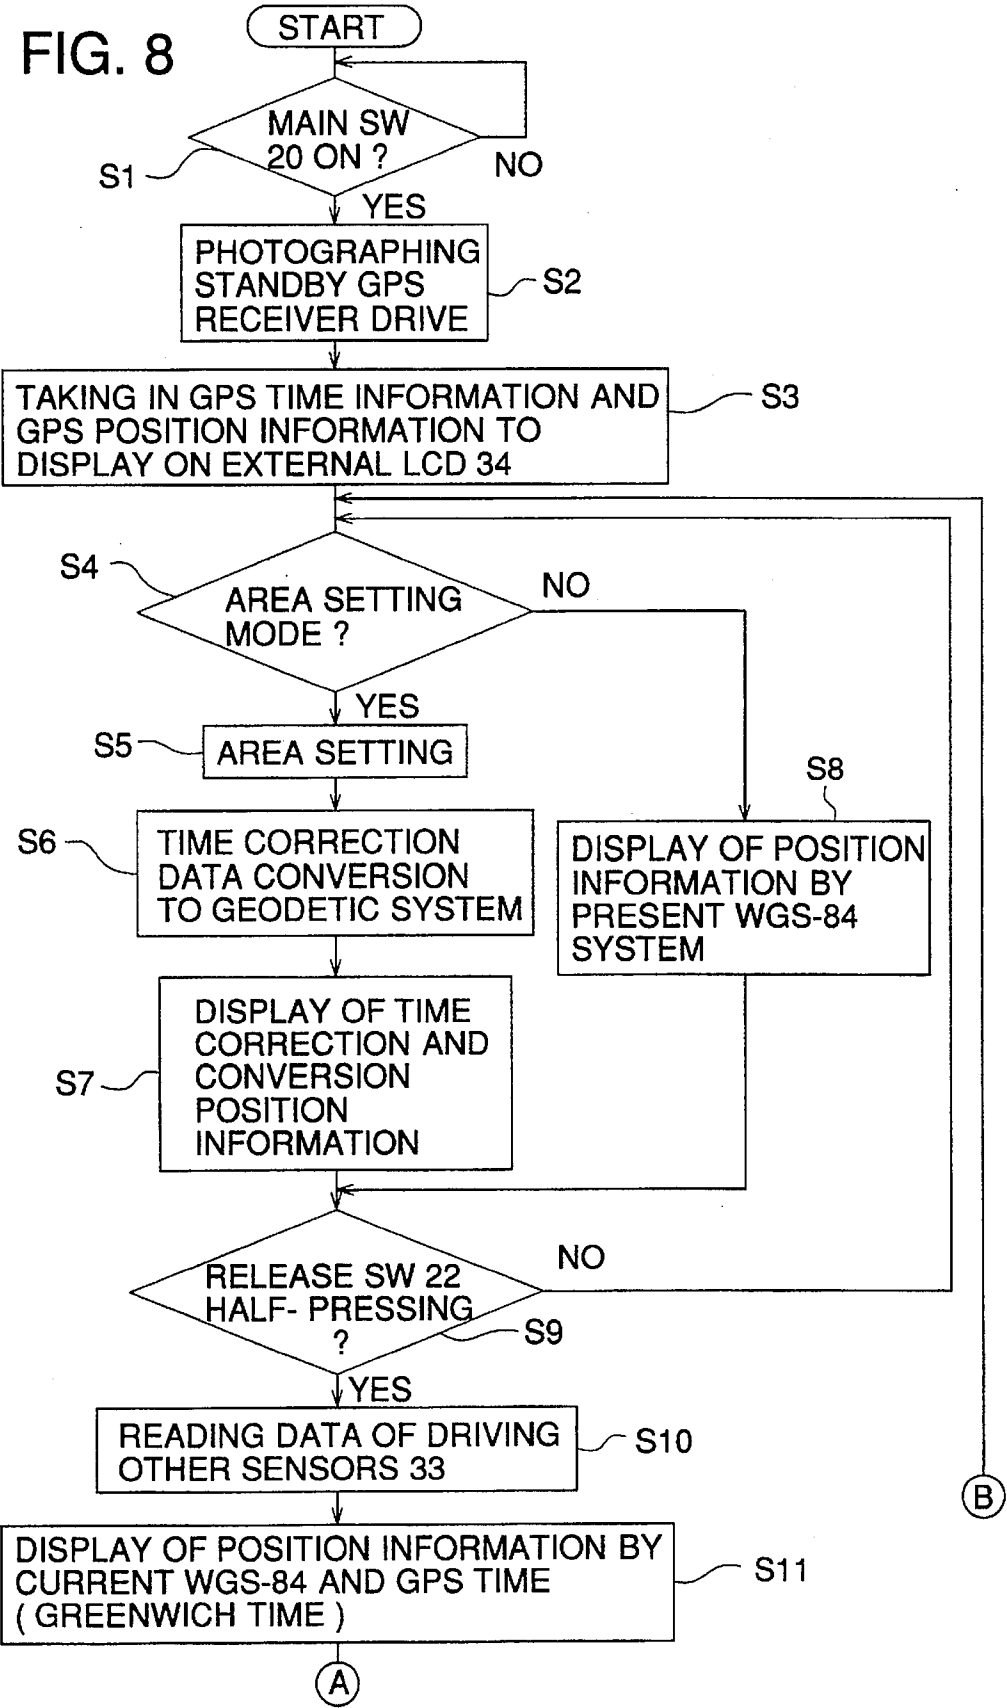 FIG. 8
START
MAIN SW
20 ON ?
S1
NO
YES
PHOTOGRAPHING
STANDBY GPS
RECEIVER DRIVE
S2
TAKING IN GPS TIME INFORMATION AND
GPS POSITION INFORMATION TO
DISPLAY ON EXTERNAL LCD 34
S3
S4
AREA SETTING
MODE ?
NO
YES
S5
AREA SETTING
S6
TIME CORRECTION
DATA CONVERSION
TO GEODETIC SYSTEM
S8
DISPLAY OF POSITION
INFORMATION BY
PRESENT WGS-84
SYSTEM
S7
DISPLAY OF TIME
CORRECTION AND
CONVERSION
POSITION
INFORMATION
RELEASE SW 22
HALF- PRESSING
?
NO
S9
YES
READING DATA OF DRIVING
OTHER SENSORS 33
S10
B
DISPLAY OF POSITION INFORMATION BY
CURRENT WGS-84 AND GPS TIME
( GREENWICH TIME )
S11
A